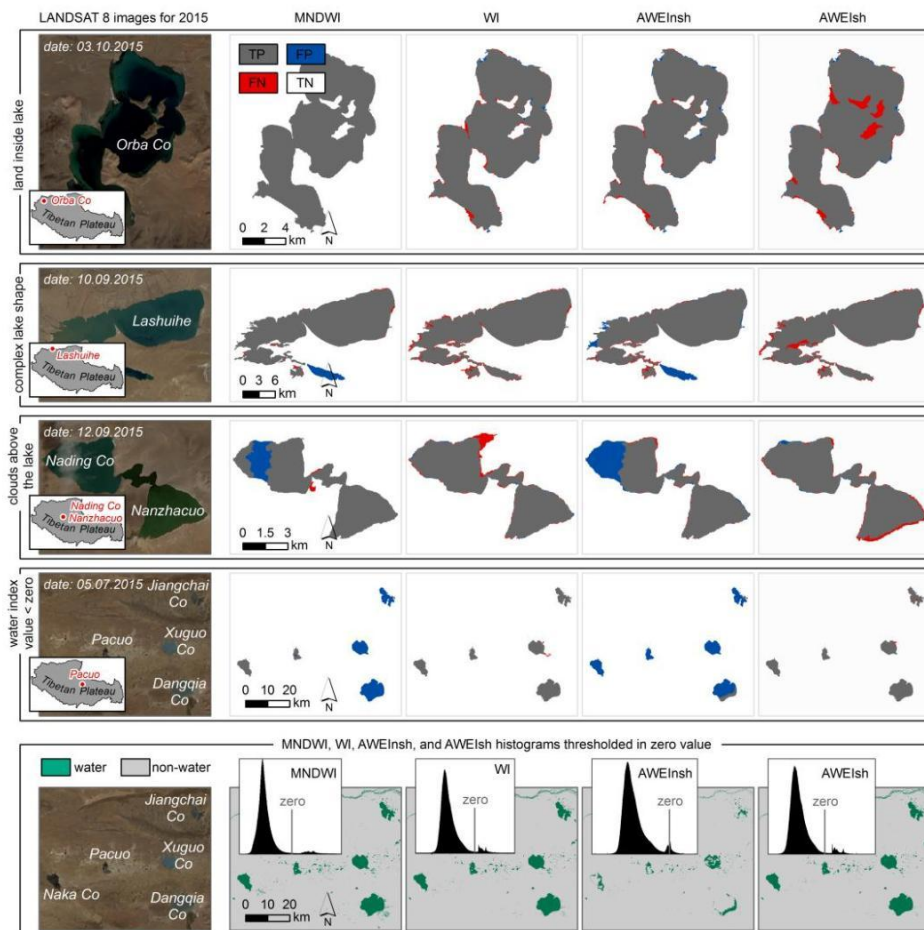 LANDSAT 8 images for 2015
MNDWI
WI
AWEInsh
AWEIsh
land inside lake
date: 03.10.2015
Orba Co
Orba Co
Tibetan Plateau
TP
FP
FN
TN
0 2 4
km
N
complex lake shape
date: 10.09.2015
Lashuihe
Lashuihe
Tibetan Plateau
0 3 6
km
N
clouds above
the lake
date: 12.09.2015
Nading Co
Nanzhacuo
Nading Co
Nanzhacuo
Tibetan Plateau
0 1.5 3
km
N
water index
value < zero
date: 05.07.2015
Jiangchai
Co
Pacuo
Xuguo
Co
Dangqia
Co
Pacuo
Tibetan Plateau
0 10 20
km
N
MNDWI, WI, AWEInsh, and AWEIsh histograms thresholded in zero value
water
non-water
Jiangchai
Co
Pacuo
Xuguo
Co
Naka Co
Dangqia
Co
MNDWI
zero
WI
zero
AWEInsh
zero
AWEIsh
zero
0 10 20
km
N